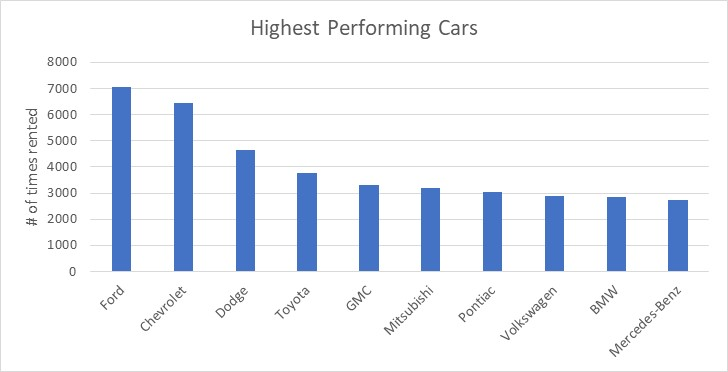 Highest Performing Cars
# of times rented
8000
7000
6000
5000
4000
3000
2000
1000
0
Ford
Chevrolet
Dodge
Toyota
GMC
Mitsubishi
Pontiac
Volkswagen
BMW
Mercedes-Benz